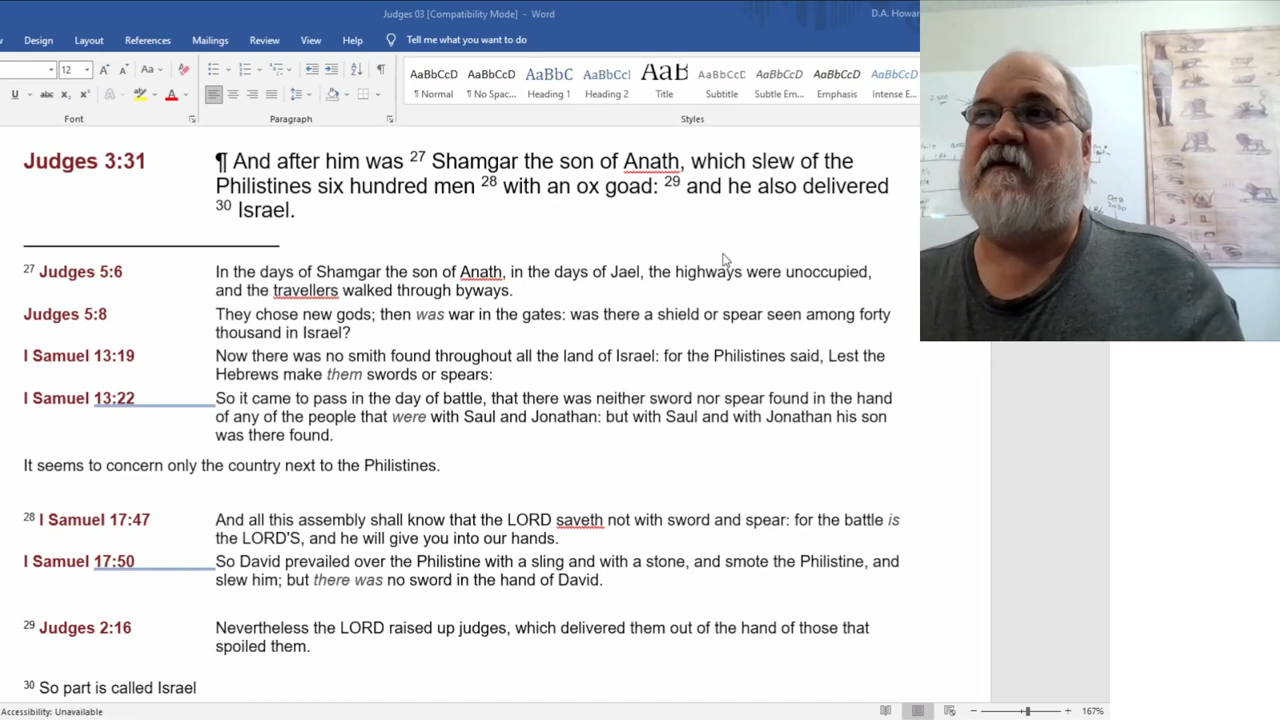 Judges 03 [Compatibility Mode] - Word
D.A. Howar
Design Layout References Mailings Review View Help Tell me what you want to do
12 Aa
U abc X₂ X² A A
AaBbCcD AaBbCcD AaBbC AaBbCcI AaB AaBbCcD AaBbCcD AaBbCcD AaBbCcD
¶ Normal ¶ No Spac... Heading 1 Heading 2 Title Subtitle Subtle Em... Emphasis Intense E...
Font Paragraph Styles
Judges 3:31 ¶ And after him was 27 Shamgar the son of Anath, which slew of the
Philistines six hundred men 28 with an ox goad: 29 and he also delivered
30 Israel.
27 Judges 5:6 In the days of Shamgar the son of Anath, in the days of Jael, the highways were unoccupied,
and the travellers walked through byways.
Judges 5:8 They chose new gods; then was war in the gates: was there a shield or spear seen among forty
thousand in Israel?
I Samuel 13:19 Now there was no smith found throughout all the land of Israel: for the Philistines said, Lest the
Hebrews make them swords or spears:
I Samuel 13:22 So it came to pass in the day of battle, that there was neither sword nor spear found in the hand
of any of the people that were with Saul and Jonathan: but with Saul and with Jonathan his son
was there found.
It seems to concern only the country next to the Philistines.
28 I Samuel 17:47 And all this assembly shall know that the LORD saveth not with sword and spear: for the battle is
the LORD'S, and he will give you into our hands.
I Samuel 17:50 So David prevailed over the Philistine with a sling and with a stone, and smote the Philistine, and
slew him; but there was no sword in the hand of David.
29 Judges 2:16 Nevertheless the LORD raised up judges, which delivered them out of the hand of those that
spoiled them.
30 So part is called Israel
Accessibility: Unavailable
167%